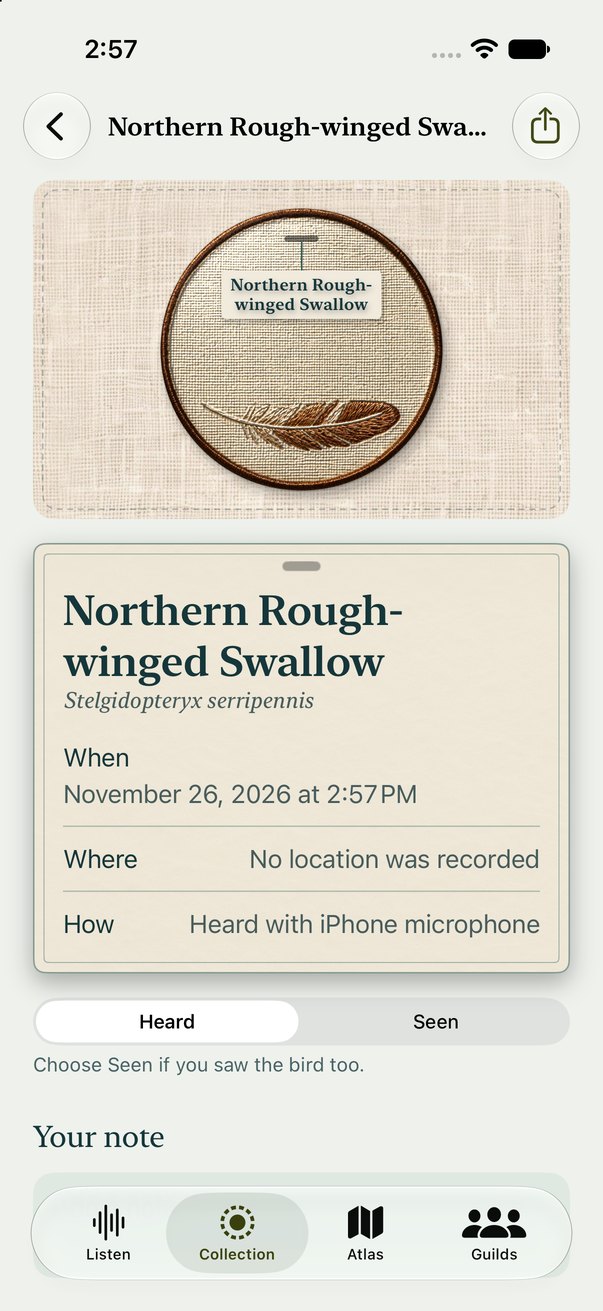 2:57
Northern Rough-winged Swa...
Northern Rough-
winged Swallow
Northern Rough-
winged Swallow
Stelgidopteryx serripennis
When
November 26, 2026 at 2:57 PM
Where No location was recorded
How Heard with iPhone microphone
Heard Seen
Choose Seen if you saw the bird too.
Your note
Listen Collection Atlas Guilds